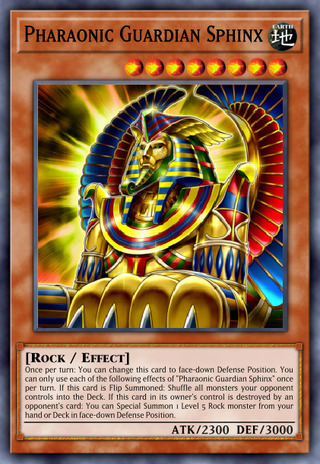 Pharaonic Guardian Sphinx
EARTH
地
[Rock / Effect]
Once per turn: You can change this card to face-down Defense Position. You
can only use each of the following effects of "Pharaonic Guardian Sphinx" once
per turn. If this card is Flip Summoned: Shuffle all monsters your opponent
controls into the Deck. If this card in its owner's control is destroyed by an
opponent's card: You can Special Summon 1 Level 5 Rock monster from your
hand or Deck in face-down Defense Position.
ATK/2300 DEF/3000